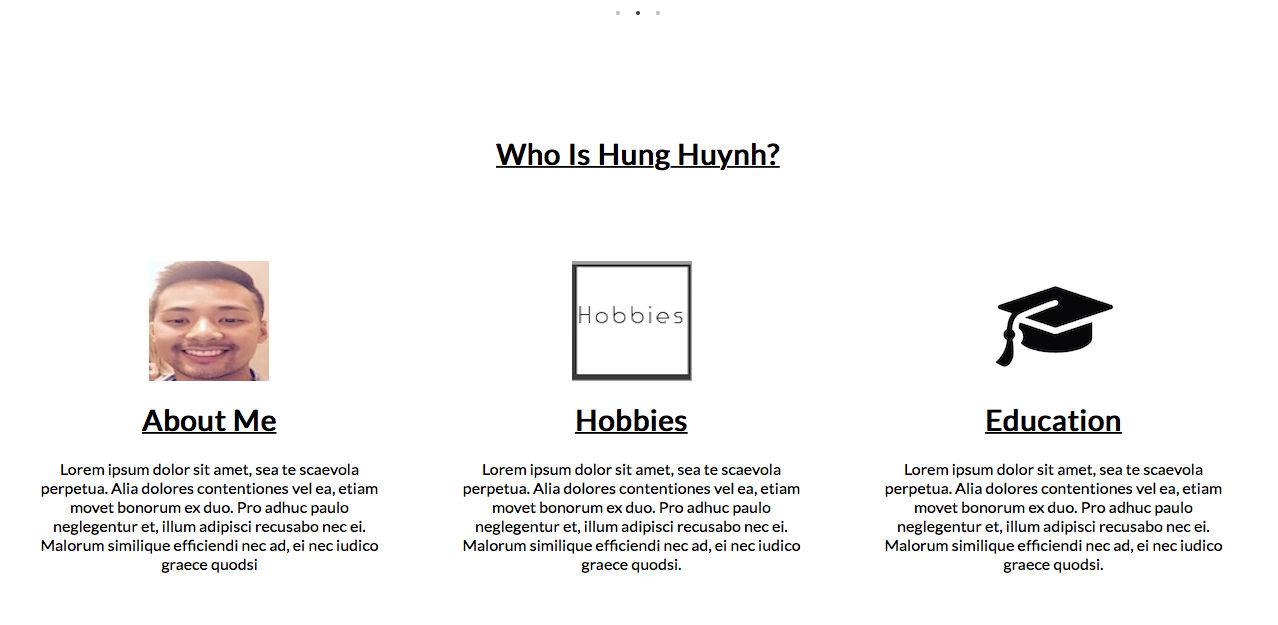 Who Is Hung Huynh?
Hobbies
About Me
Hobbies
Education
Lorem ipsum dolor sit amet, sea te scaevola
perpetua. Alia dolores contentiones vel ea, etiam
movet bonorum ex duo. Pro adhuc paulo
neglegentur et, illum adipisci recusabo nec ei.
Malorum similique efficiendi nec ad, ei nec iudico
graece quodsi
Lorem ipsum dolor sit amet, sea te scaevola
perpetua. Alia dolores contentiones vel ea, etiam
movet bonorum ex duo. Pro adhuc paulo
neglegentur et, illum adipisci recusabo nec ei.
Malorum similique efficiendi nec ad, ei nec iudico
graece quodsi.
Lorem ipsum dolor sit amet, sea te scaevola
perpetua. Alia dolores contentiones vel ea, etiam
movet bonorum ex duo. Pro adhuc paulo
neglegentur et, illum adipisci recusabo nec ei.
Malorum similique efficiendi nec ad, ei nec iudico
graece quodsi.